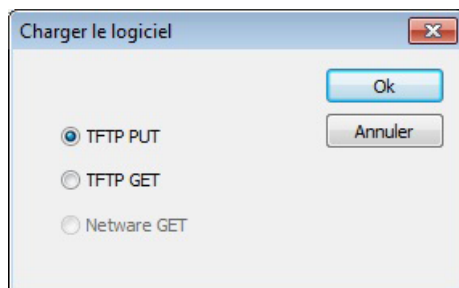 Charger le logiciel
Ok
TFTP PUT
Annuler
TFTP GET
Netware GET